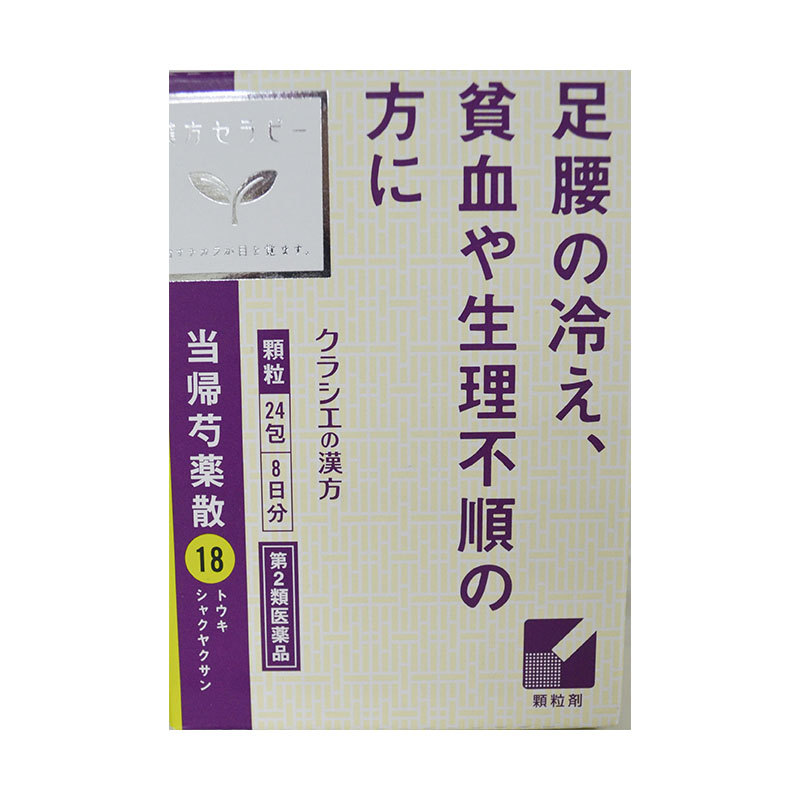 足腰の冷え、
貧血や生理不順の
方に
漢方セラピー
クラシエの漢方
顆粒
24包
8日分
第2類医薬品
当帰芍薬散
18
トウキ
シャクヤクサン
顆粒剤